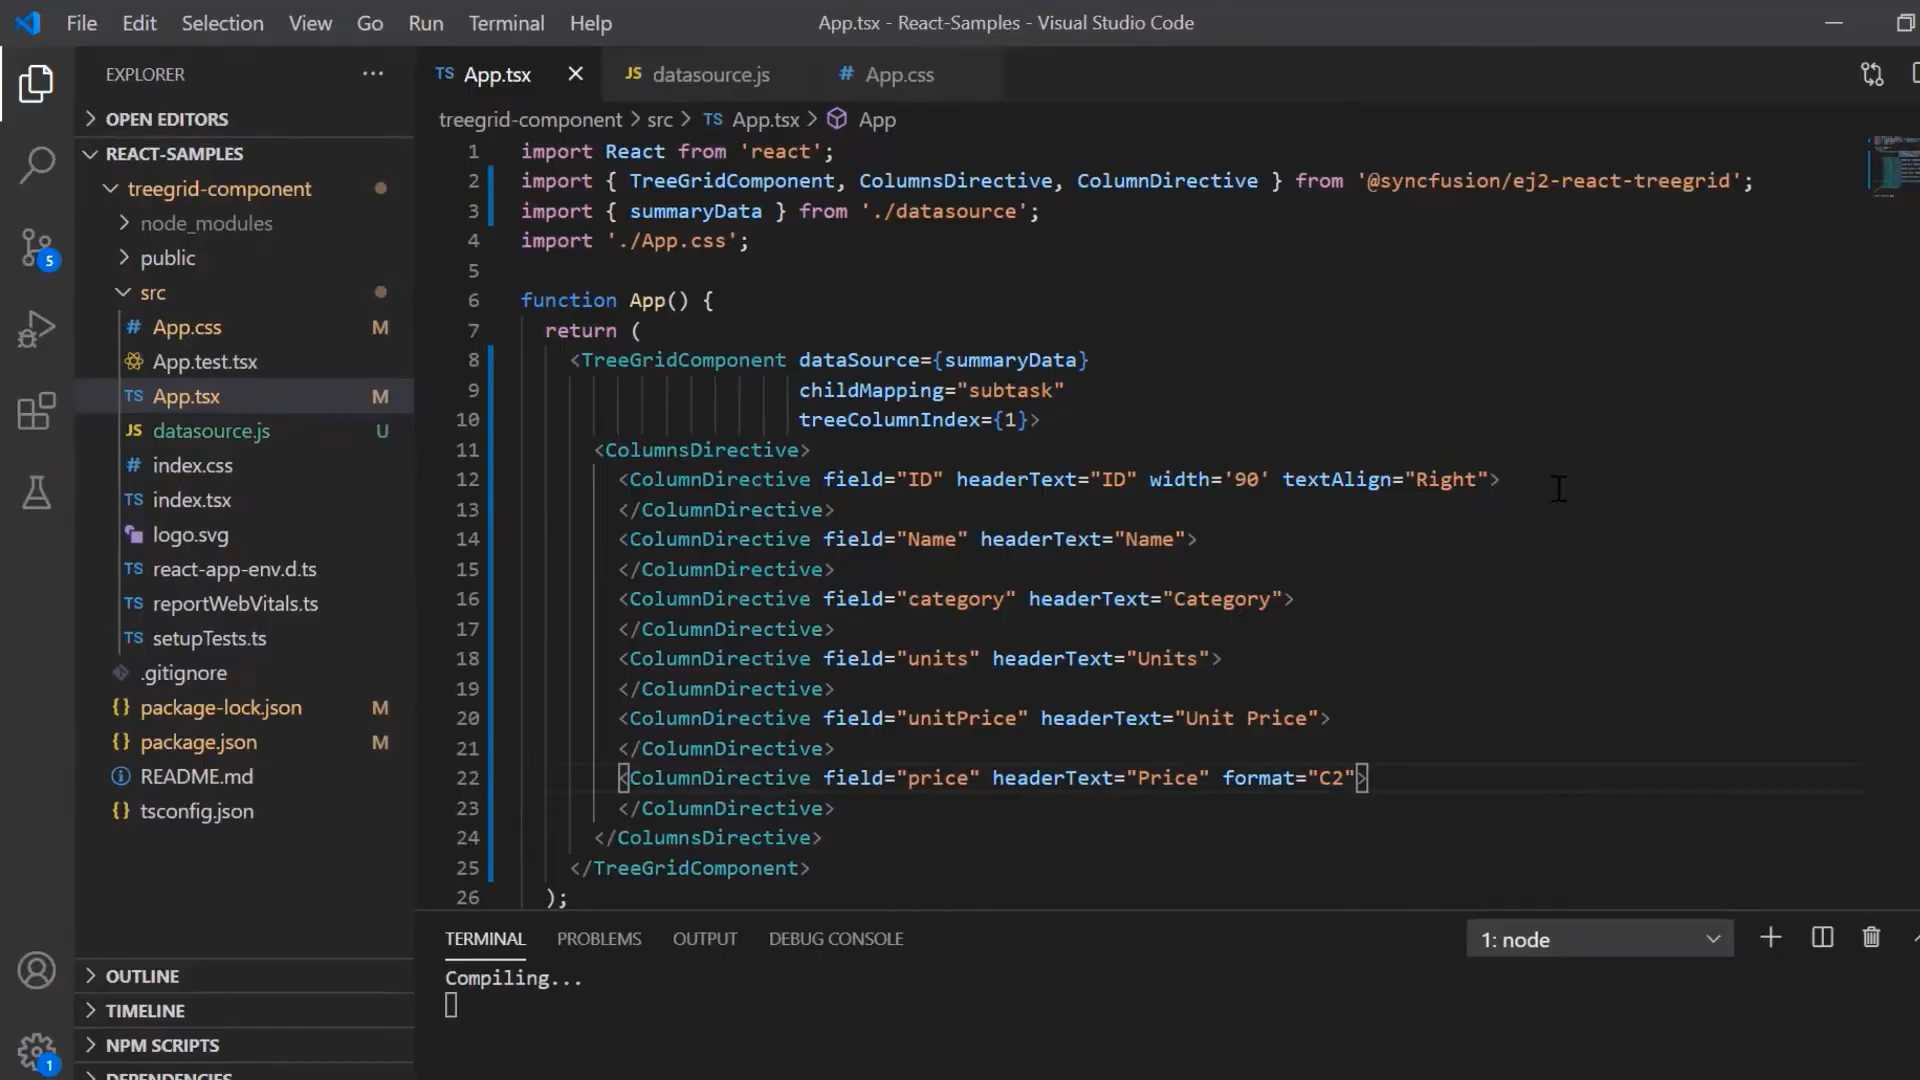 File Edit Selection View Go Run Terminal Help
App.tsx - React-Samples - Visual Studio Code
EXPLORER
OPEN EDITORS
REACT-SAMPLES
treegrid-component
node_modules
public
src
# App.css M
App.test.tsx
TS App.tsx M
JS datasource.js U
# index.css
TS index.tsx
logo.svg
TS react-app-env.d.ts
TS reportWebVitals.ts
TS setupTests.ts
.gitignore
{} package-lock.json M
{} package.json M
README.md
{} tsconfig.json
OUTLINE
TIMELINE
NPM SCRIPTS
DEPENDENCIES
5
1
TS App.tsx JS datasource.js # App.css
treegrid-component > src > TS App.tsx > App
1 import React from 'react';
2 import { TreeGridComponent, ColumnsDirective, ColumnDirective } from '@syncfusion/ej2-react-treegrid';
3 import { summaryData } from './datasource';
4 import './App.css';
5
6 function App() {
7 return (
8 <TreeGridComponent dataSource={summaryData}
9 childMapping="subtask"
10 treeColumnIndex={1}>
11 <ColumnsDirective>
12 <ColumnDirective field="ID" headerText="ID" width='90' textAlign="Right">
13 </ColumnDirective>
14 <ColumnDirective field="Name" headerText="Name">
15 </ColumnDirective>
16 <ColumnDirective field="category" headerText="Category">
17 </ColumnDirective>
18 <ColumnDirective field="units" headerText="Units">
19 </ColumnDirective>
20 <ColumnDirective field="unitPrice" headerText="Unit Price">
21 </ColumnDirective>
22 <ColumnDirective field="price" headerText="Price" format="C2">
23 </ColumnDirective>
24 </ColumnsDirective>
25 </TreeGridComponent>
26 );
TERMINAL PROBLEMS OUTPUT DEBUG CONSOLE
1: node
Compiling...